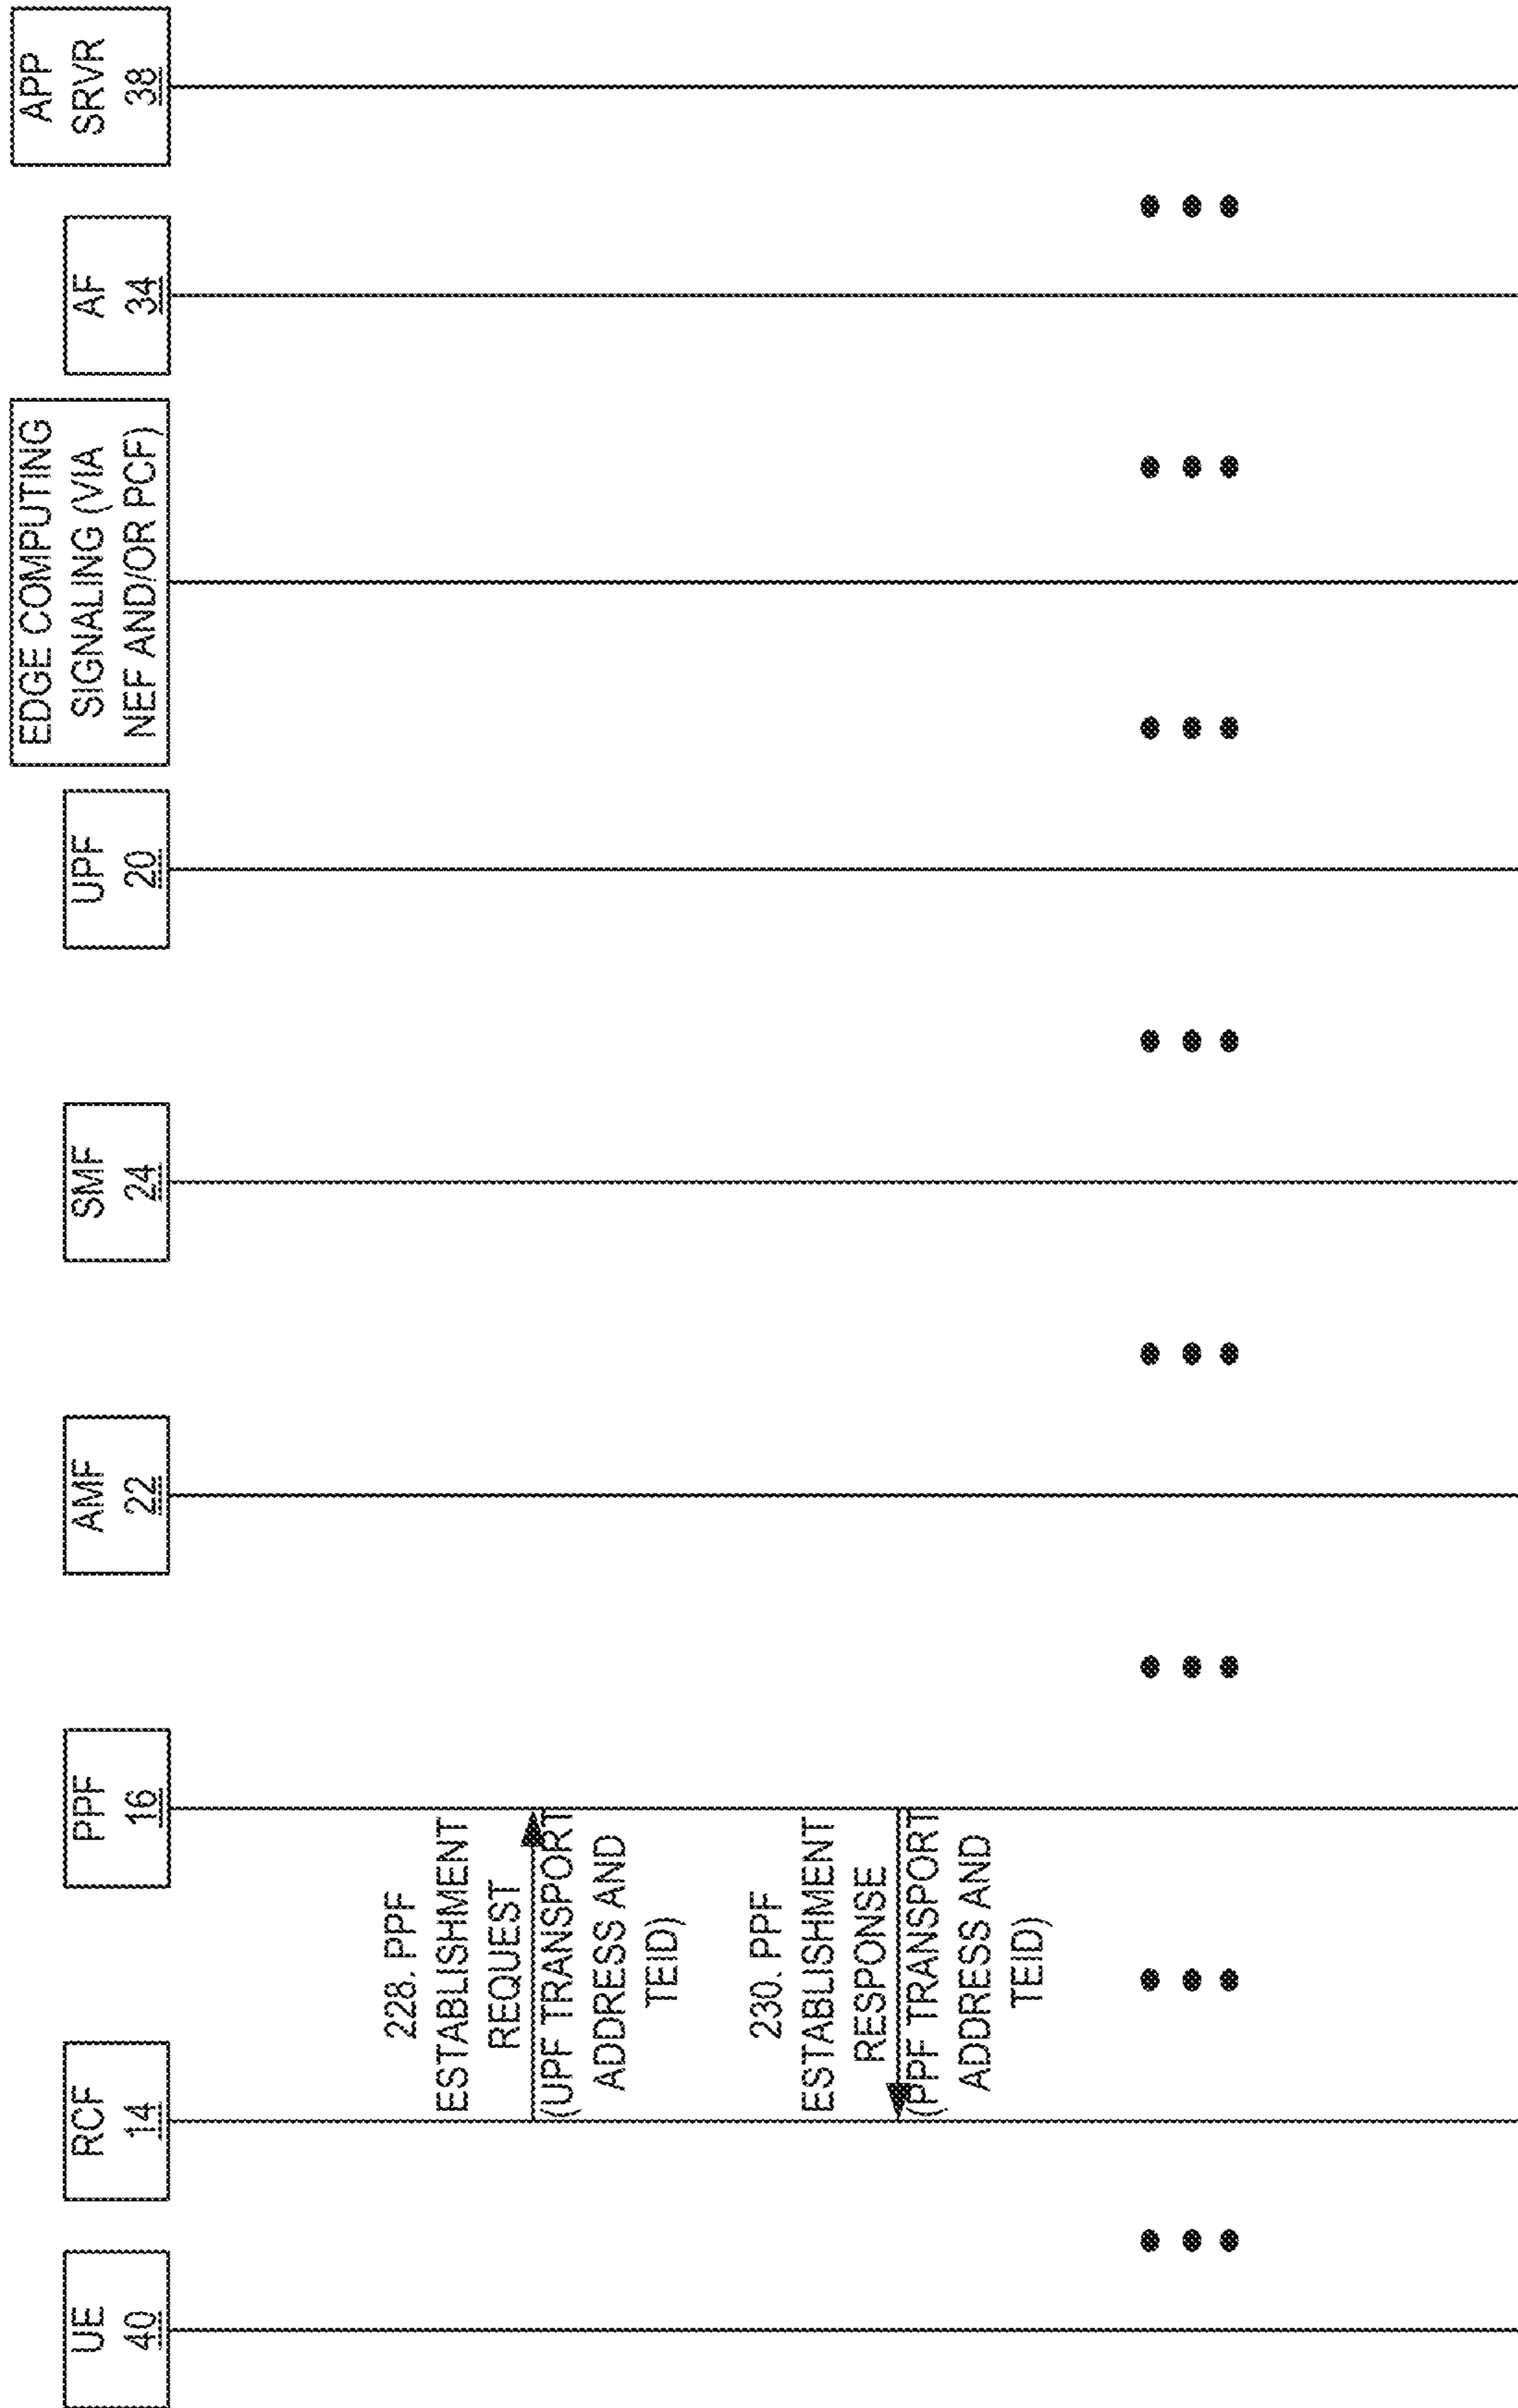 UE
40
RCF
14
PPF
16
AMF
22
SMF
24
UPF
20
EDGE COMPUTING
SIGNALING (VIA
NEF AND/OR PCF)
AF
34
APP
SRVR
38
228. PPF
ESTABLISHMENT
REQUEST
(UPF TRANSPORT
ADDRESS AND
TEID)
230. PPF
ESTABLISHMENT
RESPONSE
(PPF TRANSPORT
ADDRESS AND
TEID)